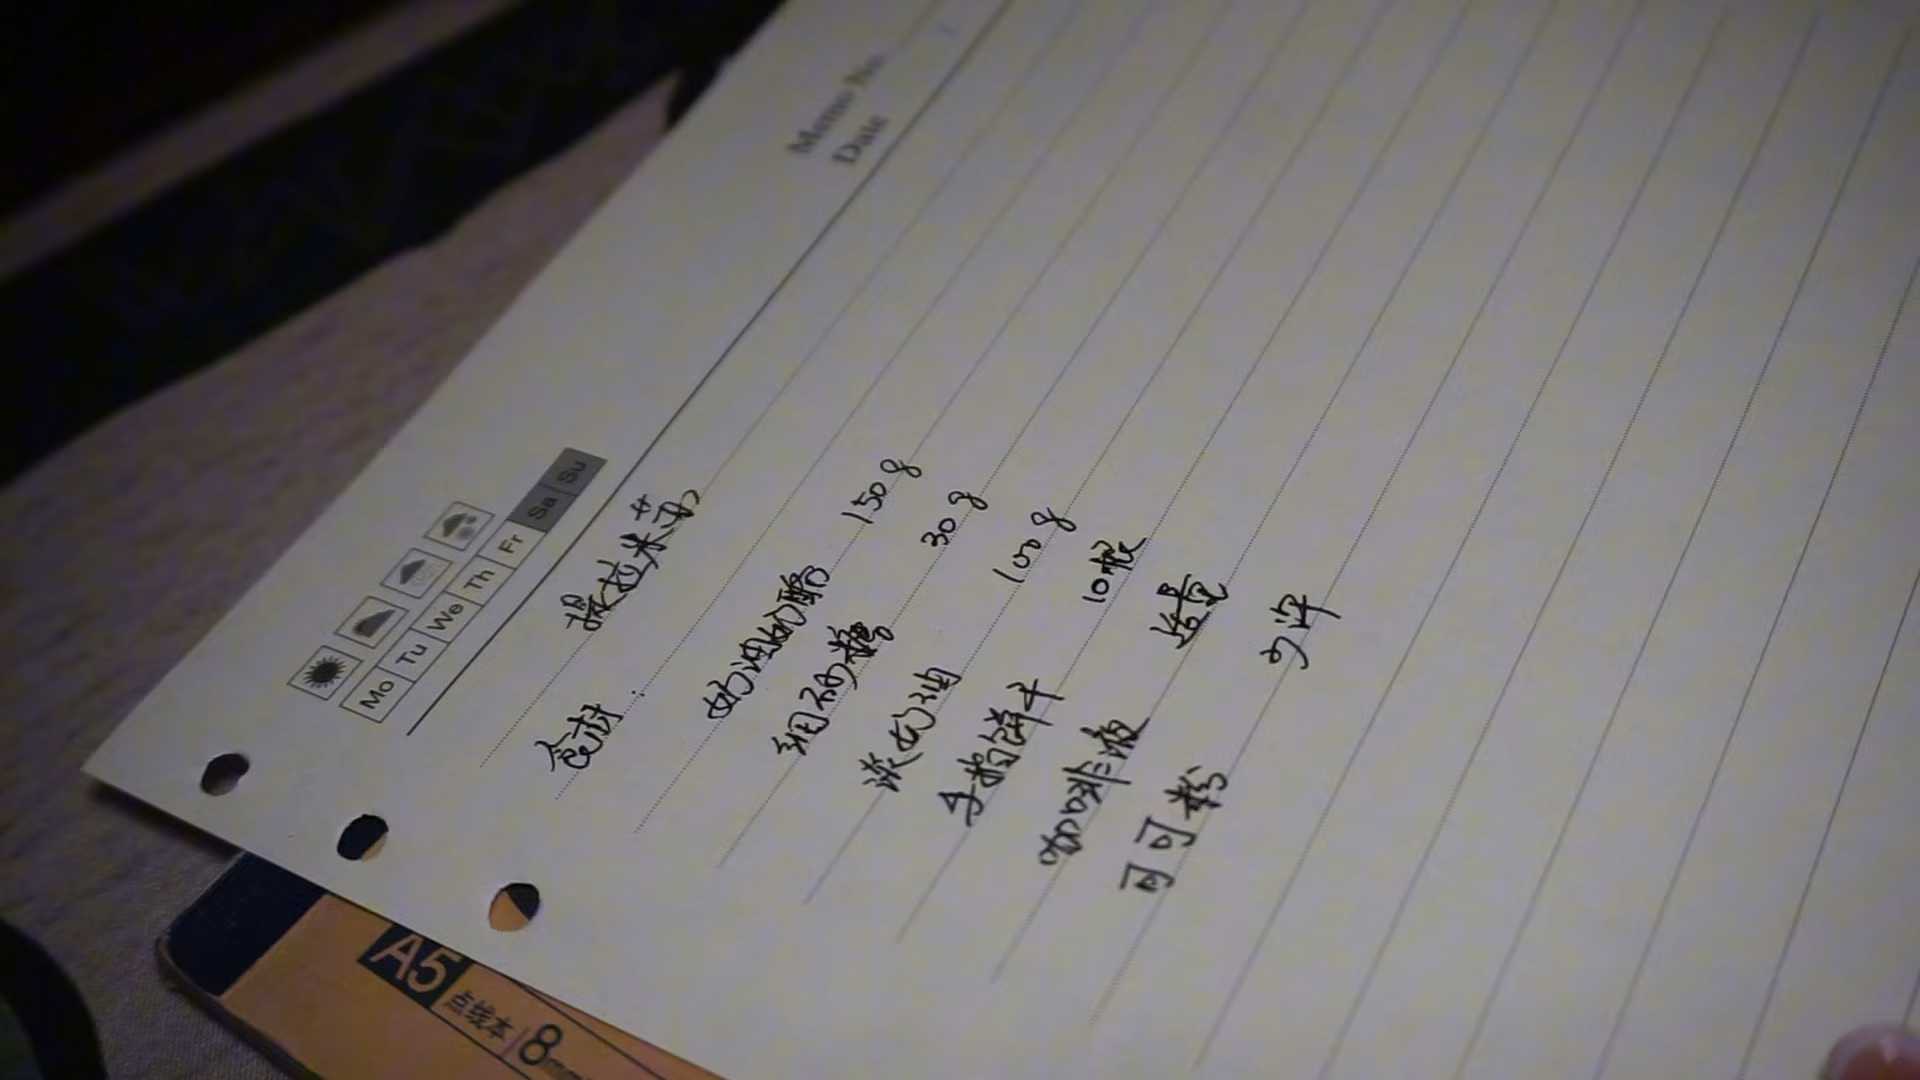 Memo No.
Date
Mo Tu We Th Fr Sa Su
提拉米苏
食材:
奶油奶酪 150g
细砂糖 30g
淡奶油 100g
手指饼干 10根
咖啡液 适量
可可粉 少许
A5 点线本 8mm